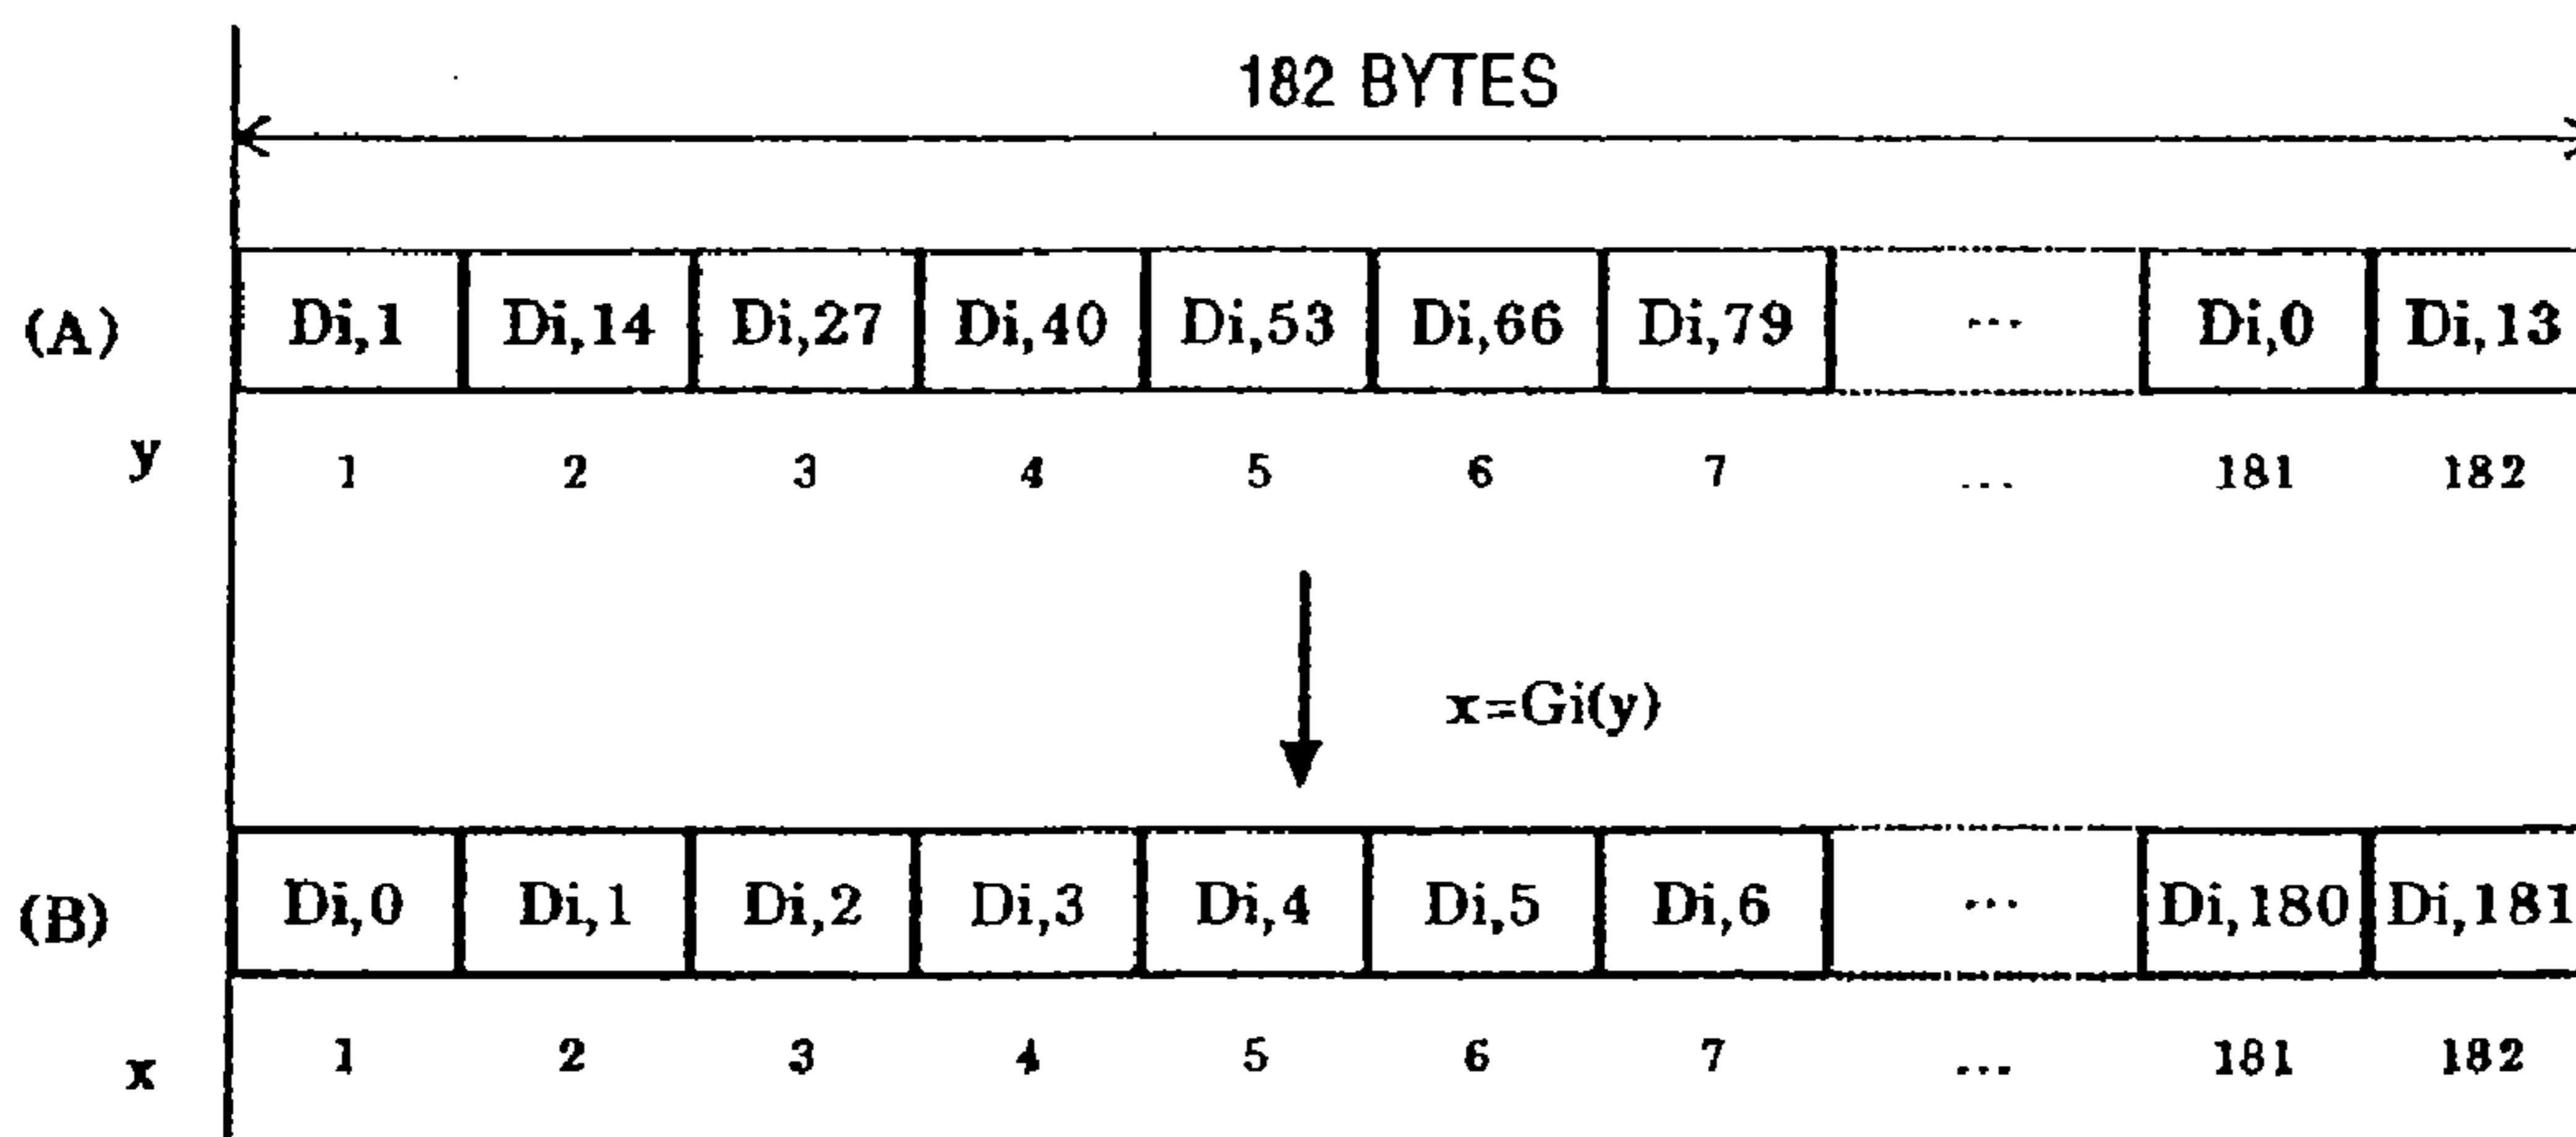 182 BYTES
(A) Di,1 Di,14 Di,27 Di,40 Di,53 Di,66 Di,79 ... Di,0 Di,13
y 1 2 3 4 5 6 7 ... 181 182
x=Gi(y)
(B) Di,0 Di,1 Di,2 Di,3 Di,4 Di,5 Di,6 ... Di,180 Di,181
x 1 2 3 4 5 6 7 ... 181 182